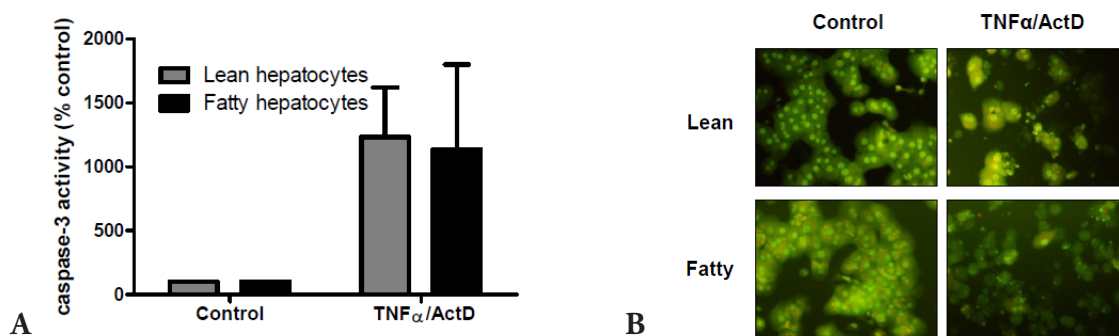 caspase-3 activity (% control)
2000
1500
1000
500
0
Lean hepatocytes
Fatty hepatocytes
Control
TNFα/ActD
A
Control
TNFα/ActD
Lean
Fatty
B